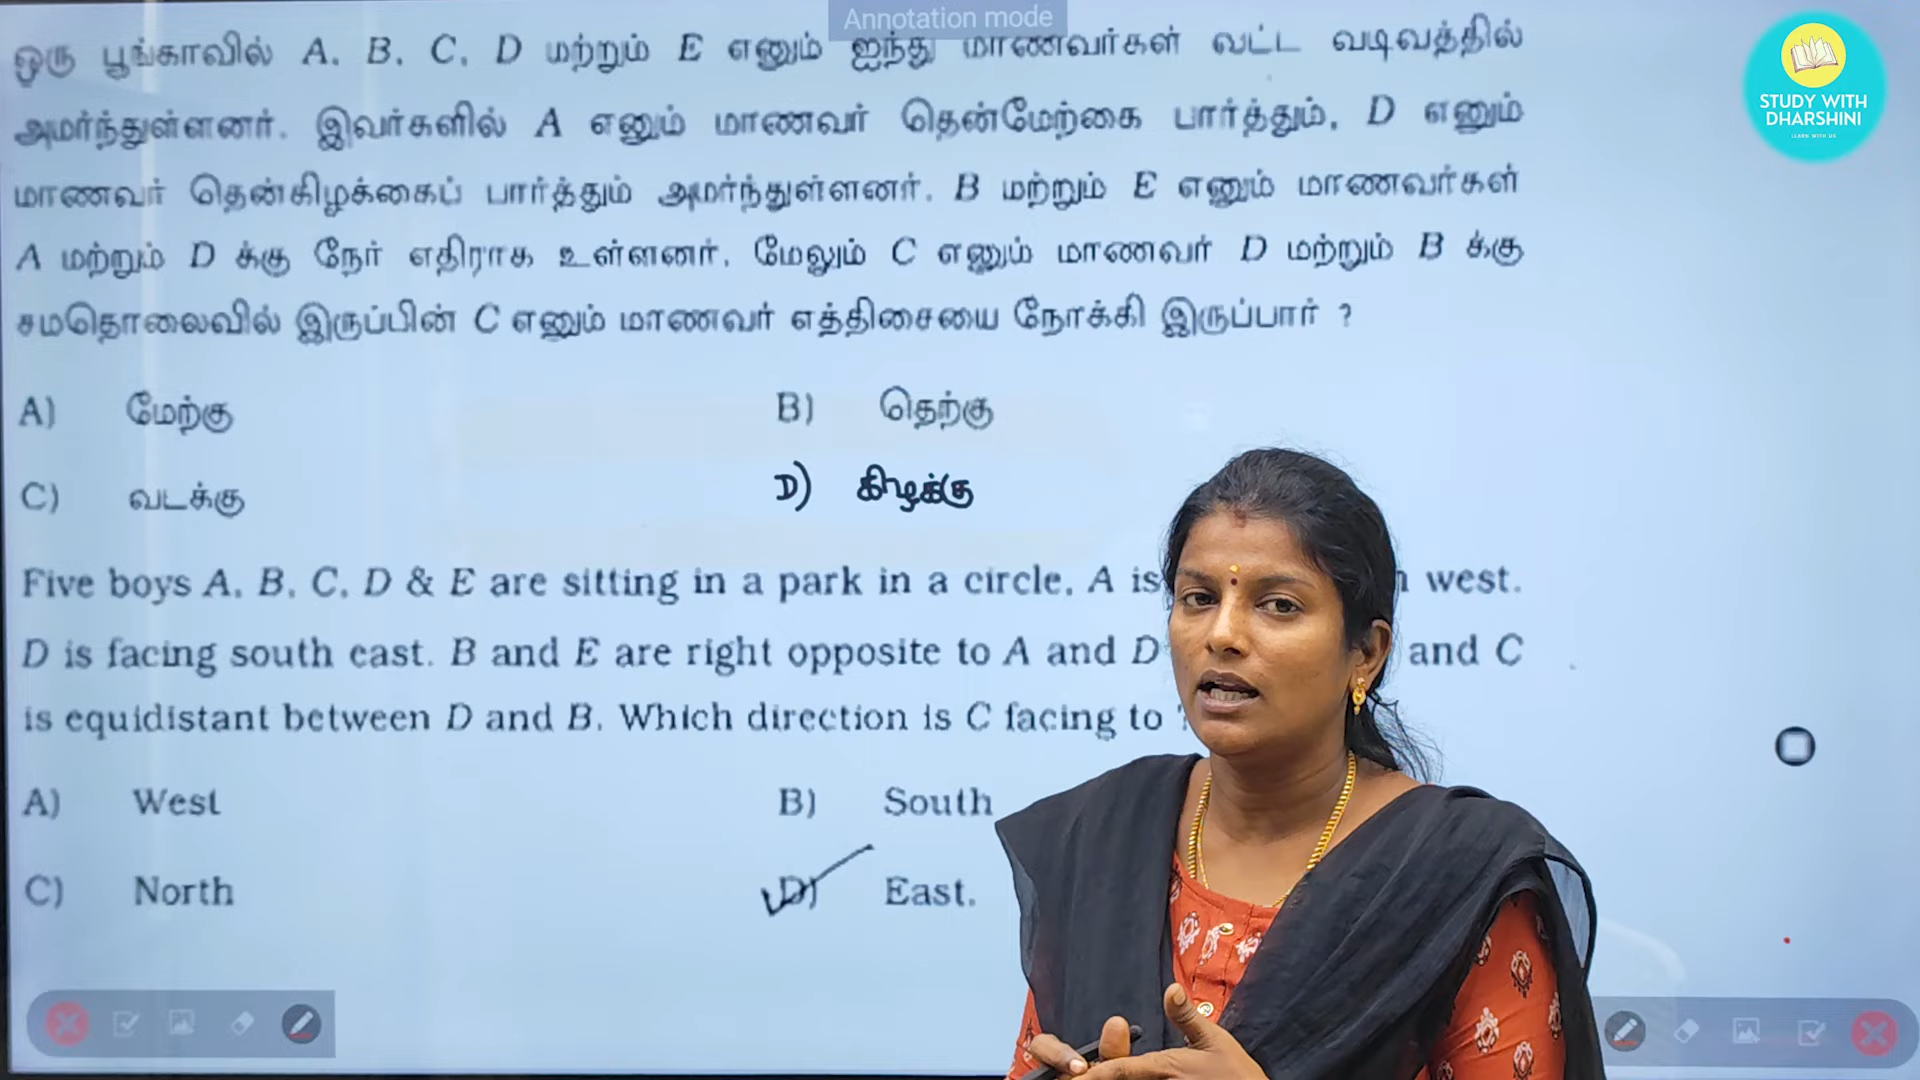 Annotation mode
ஒரு பூங்காவில் A, B, C, D மற்றும் E எனும் ஐந்து மாணவர்கள் வட்ட வடிவத்தில்
அமர்ந்துள்ளனர். இவர்களில் A எனும் மாணவர் தென்மேற்கை பார்த்தும், D எனும்
மாணவர் தென்கிழக்கைப் பார்த்தும் அமர்ந்துள்ளனர். B மற்றும் E எனும் மாணவர்கள்
A மற்றும் D க்கு நேர் எதிராக உள்ளனர், மேலும் C எனும் மாணவர் D மற்றும் B க்கு
சமதொலைவில் இருப்பின் C எனும் மாணவர் எத்திசையை நோக்கி இருப்பார் ?
A) மேற்கு B) தெற்கு
C) வடக்கு D) கிழக்கு
Five boys A, B, C, D & E are sitting in a park in a circle, A is west.
D is facing south east. B and E are right opposite to A and D and C
is equidistant between D and B. Which direction is C facing to ?
A) West B) South
C) North D) East.
STUDY WITH
DHARSHINI
LEARN WITH US